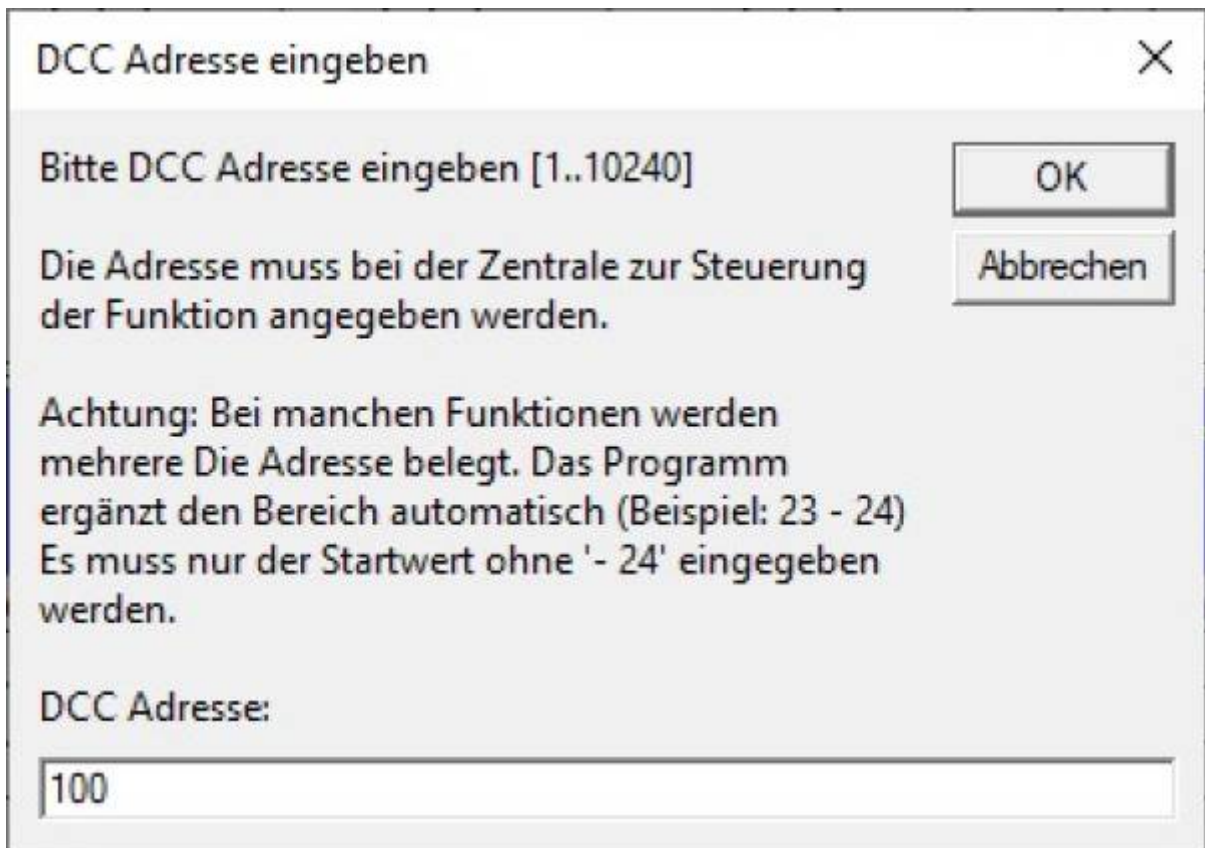 DCC Adresse eingeben
Bitte DCC Adresse eingeben [1..10240]
OK
Die Adresse muss bei der Zentrale zur Steuerung
der Funktion angegeben werden.
Abbrechen
Achtung: Bei manchen Funktionen werden
mehrere Die Adresse belegt. Das Programm
ergänzt den Bereich automatisch (Beispiel: 23 - 24)
Es muss nur der Startwert ohne '- 24' eingegeben
werden.
DCC Adresse:
100